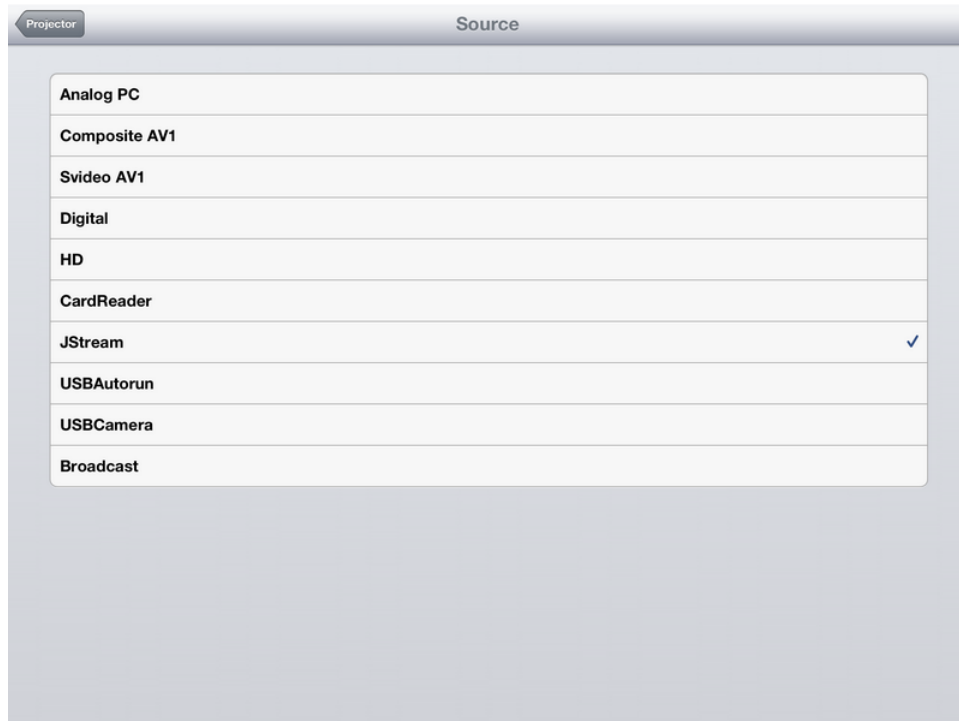 Projector
Source
Analog PC
Composite AV1
Svideo AV1
Digital
HD
CardReader
JStream
USBAutorun
USBCamera
Broadcast